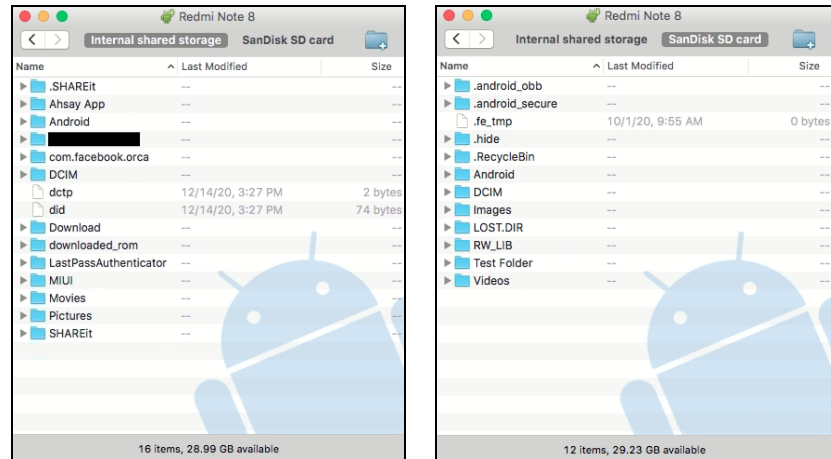 Redmi Note 8
Internal shared storage SanDisk SD card
Name Last Modified Size
.SHAREit -- --
Ahsay App -- --
Android -- --
-- --
com.facebook.orca -- --
DCIM -- --
dctp 12/14/20, 3:27 PM 2 bytes
did 12/14/20, 3:27 PM 74 bytes
Download -- --
downloaded_rom -- --
LastPassAuthenticator -- --
MIUI -- --
Movies -- --
Pictures -- --
SHAREit -- --
16 items, 28.99 GB available
Redmi Note 8
Internal shared storage SanDisk SD card
Name Last Modified Size
.android_obb -- --
.android_secure -- --
.fe_tmp 10/1/20, 9:55 AM 0 bytes
.hide -- --
.RecycleBin -- --
Android -- --
DCIM -- --
Images -- --
LOST.DIR -- --
RW_LIB -- --
Test Folder -- --
Videos -- --
12 items, 29.23 GB available